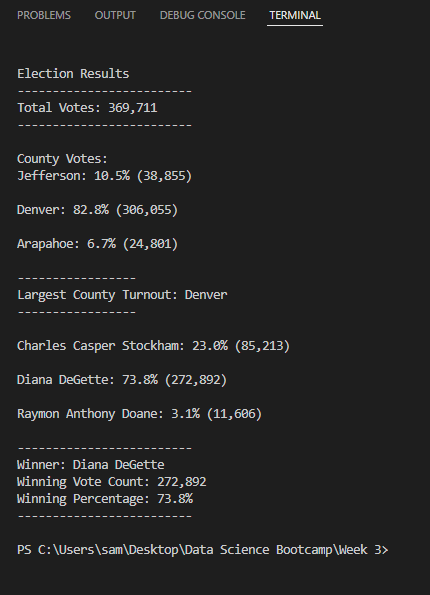 PROBLEMS OUTPUT DEBUG CONSOLE TERMINAL
Election Results
-------------------------
Total Votes: 369,711
-------------------------
County Votes:
Jefferson: 10.5% (38,855)
Denver: 82.8% (306,055)
Arapahoe: 6.7% (24,801)
-----------------
Largest County Turnout: Denver
-----------------
Charles Casper Stockham: 23.0% (85,213)
Diana DeGette: 73.8% (272,892)
Raymon Anthony Doane: 3.1% (11,606)
-------------------------
Winner: Diana DeGette
Winning Vote Count: 272,892
Winning Percentage: 73.8%
-------------------------
PS C:\Users\sam\Desktop\Data Science Bootcamp\Week 3>